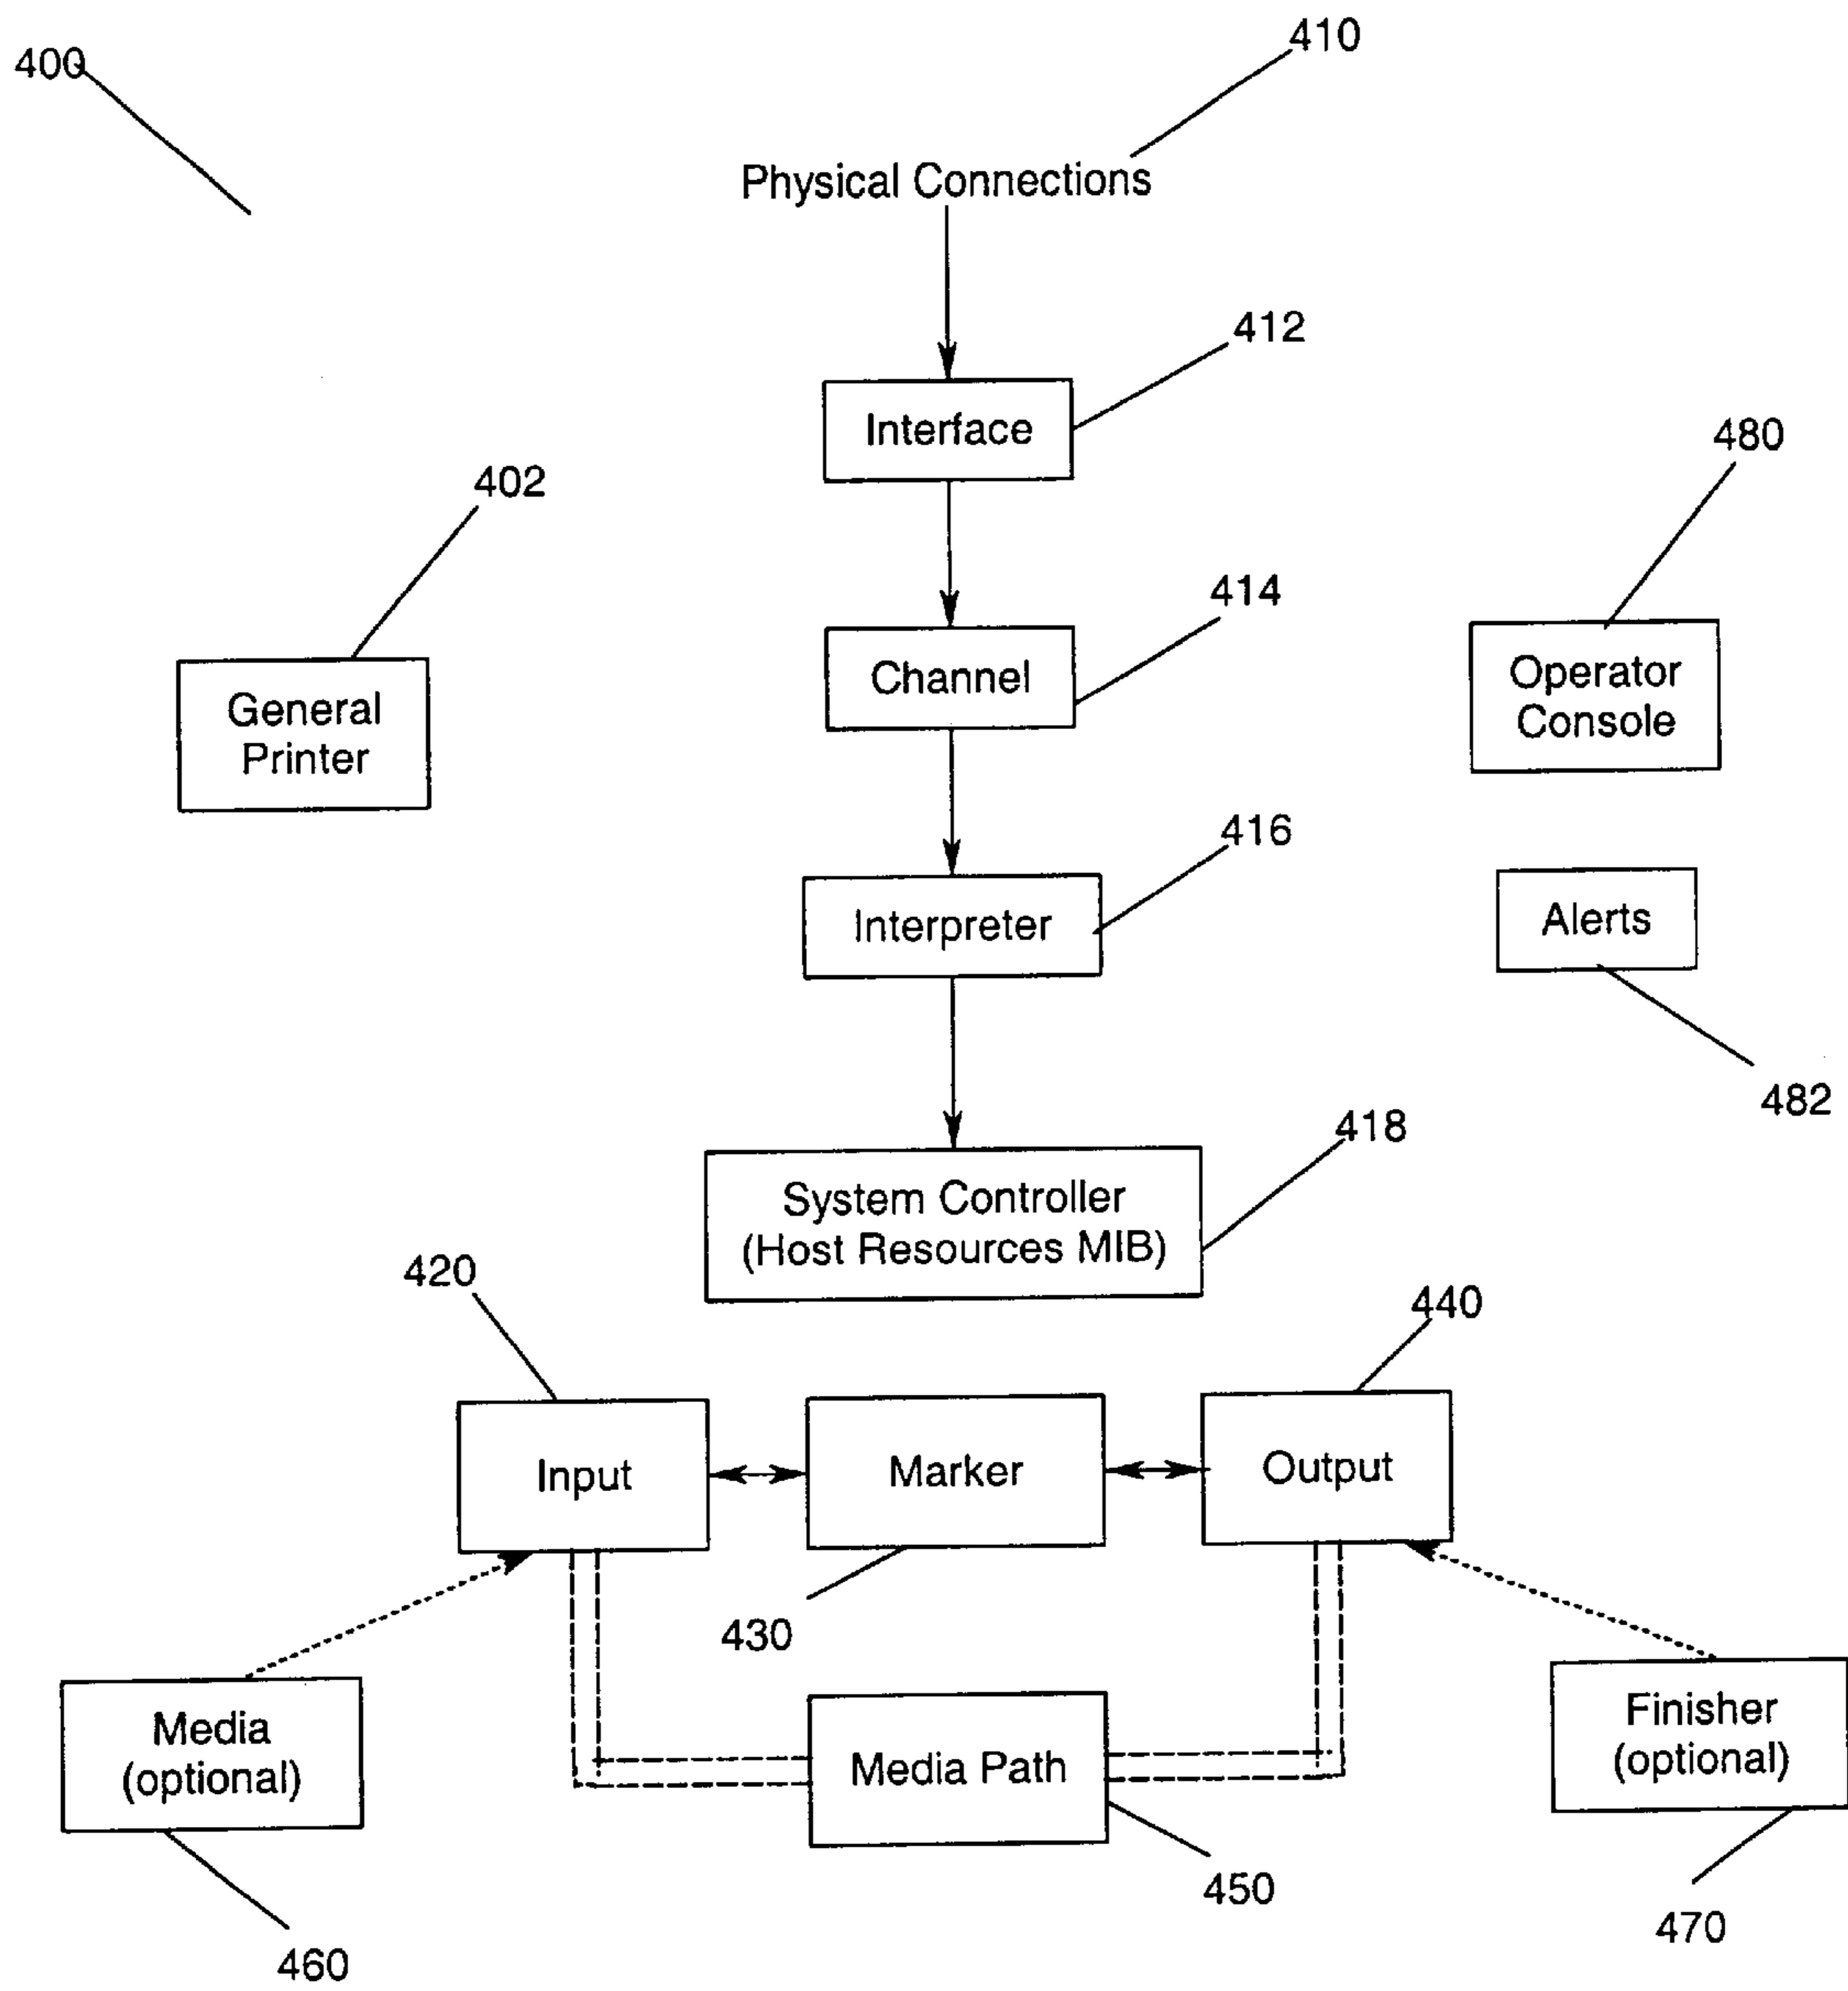 400
410
Physical Connections
412
Interface
480
402
414
Operator
Console
Channel
General
Printer
416
Interpreter
Alerts
482
418
System Controller
(Host Resources MIB)
420
440
Input
Marker
Output
430
Media
(optional)
Media Path
Finisher
(optional)
450
460
470